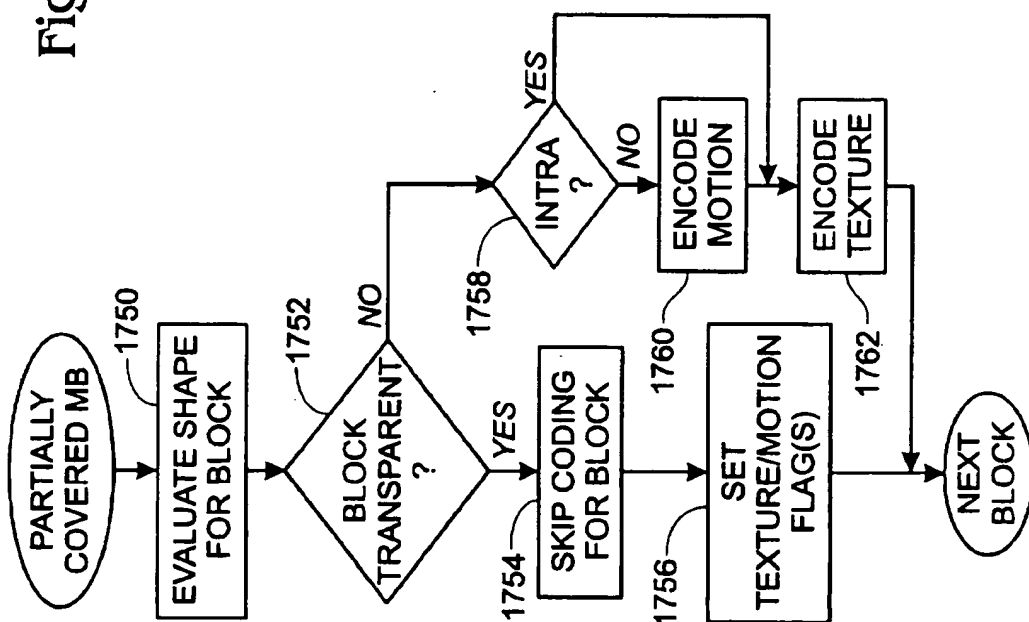 Fig
PARTIALLY
COVERED MB
1750
EVALUATE SHAPE
FOR BLOCK
1752
BLOCK
TRANSPARENT
?
NO
YES
1754
SKIP CODING
FOR BLOCK
1756
SET
TEXTURE/MOTION
FLAG(S)
1758
INTRA
?
YES
NO
1760
ENCODE
MOTION
1762
ENCODE
TEXTURE
NEXT
BLOCK